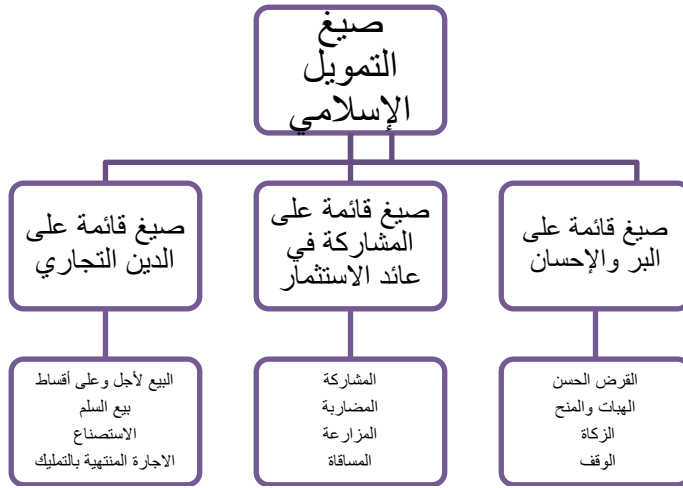 صيغ
التمويل
الإسلامي
صيغ قائمة على
البر والإحسان
صيغ قائمة على
المشاركة في
عائد الاستثمار
صيغ قائمة على
الدين التجاري
القرض الحسن
الهبات والمنح
الزكاة
الوقف
المشاركة
المضاربة
المزارعة
المساقاة
البيع لأجل وعلى أقساط
بيع السلم
الاستصناع
الاجارة المنتهية بالتمليك